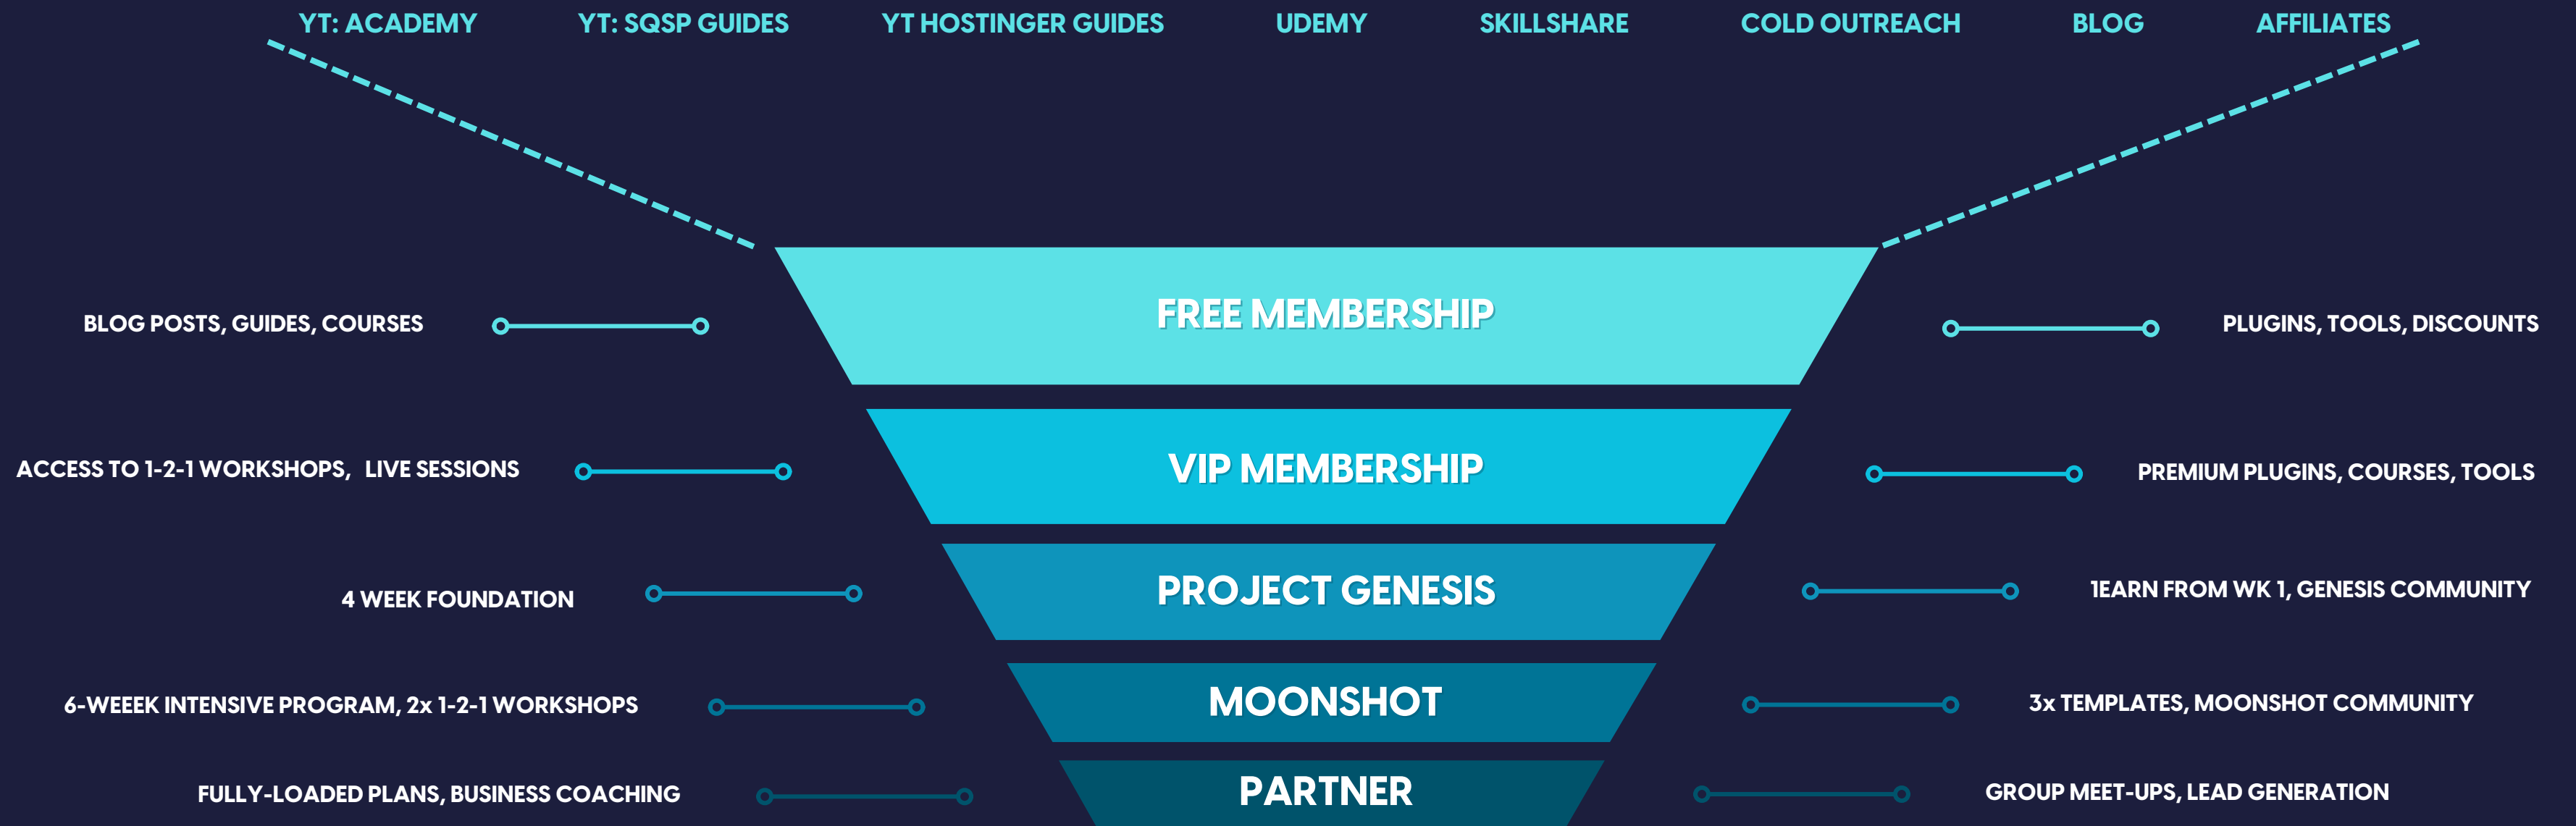 YT: ACADEMY YT: SQSP GUIDES YT HOSTINGER GUIDES UDEMY SKILLSHARE COLD OUTREACH BLOG AFFILIATES
BLOG POSTS, GUIDES, COURSES
FREE MEMBERSHIP
PLUGINS, TOOLS, DISCOUNTS
ACCESS TO 1-2-1 WORKSHOPS, LIVE SESSIONS
VIP MEMBERSHIP
PREMIUM PLUGINS, COURSES, TOOLS
4 WEEK FOUNDATION
PROJECT GENESIS
1EARN FROM WK 1, GENESIS COMMUNITY
6-WEEEK INTENSIVE PROGRAM, 2x 1-2-1 WORKSHOPS
MOONSHOT
3x TEMPLATES, MOONSHOT COMMUNITY
FULLY-LOADED PLANS, BUSINESS COACHING
PARTNER
GROUP MEET-UPS, LEAD GENERATION